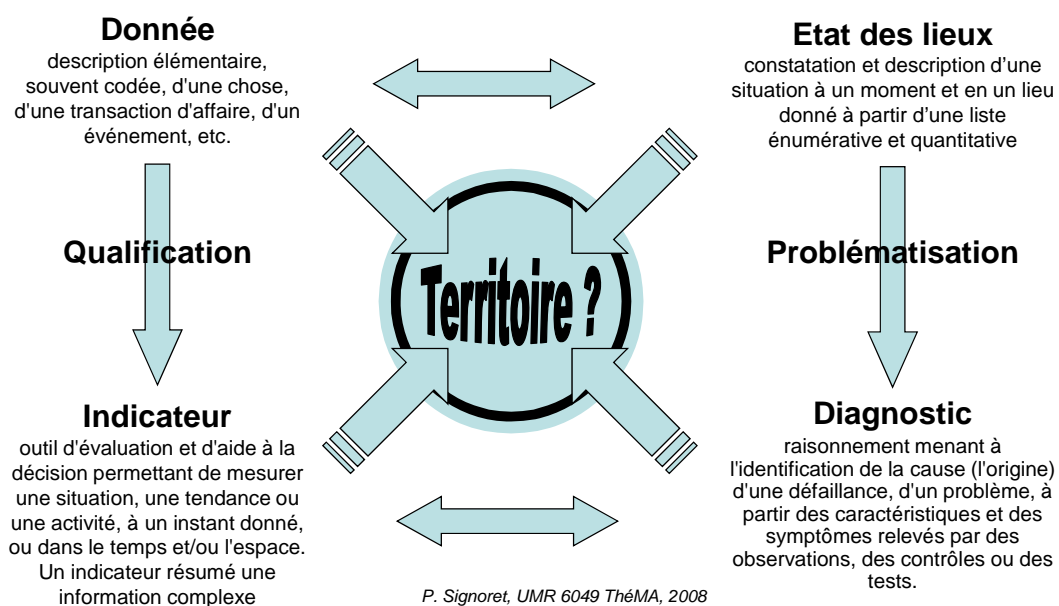 Donnée
description élémentaire,
souvent codée, d'une chose,
d'une transaction d'affaire, d'un
événement, etc.
Etat des lieux
constatation et description d’une
situation à un moment et en un lieu
donné à partir d’une liste
énumérative et quantitative
Qualification
Territoire ?
Problématisation
Indicateur
outil d'évaluation et d'aide à la
décision permettant de mesurer
une situation, une tendance ou
une activité, à un instant donné,
ou dans le temps et/ou l'espace.
Un indicateur résumé une
information complexe
Diagnostic
raisonnement menant à
l'identification de la cause (l'origine)
d'une défaillance, d'un problème, à
partir des caractéristiques et des
symptômes relevés par des
observations, des contrôles ou des
tests.
P. Signoret, UMR 6049 ThéMA, 2008